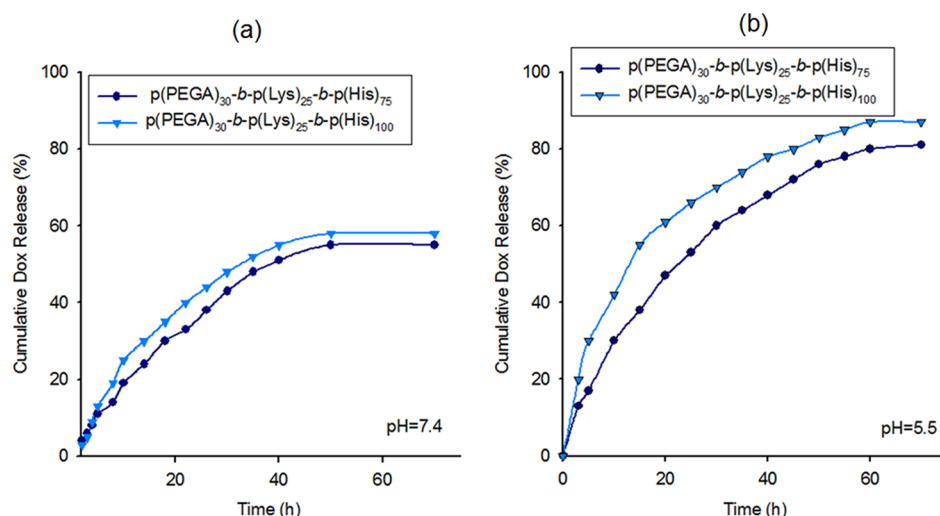 (a)
100
80
60
40
20
0
Cumulative Dox Release (%)
p(PEGA)30-b-p(Lys)25-b-p(His)75
p(PEGA)30-b-p(Lys)25-b-p(His)100
pH=7.4
20 40 60
Time (h)
(b)
100
80
60
40
20
0
Cumulative Dox Release (%)
p(PEGA)30-b-p(Lys)25-b-p(His)75
p(PEGA)30-b-p(Lys)25-b-p(His)100
pH=5.5
0 20 40 60
Time (h)